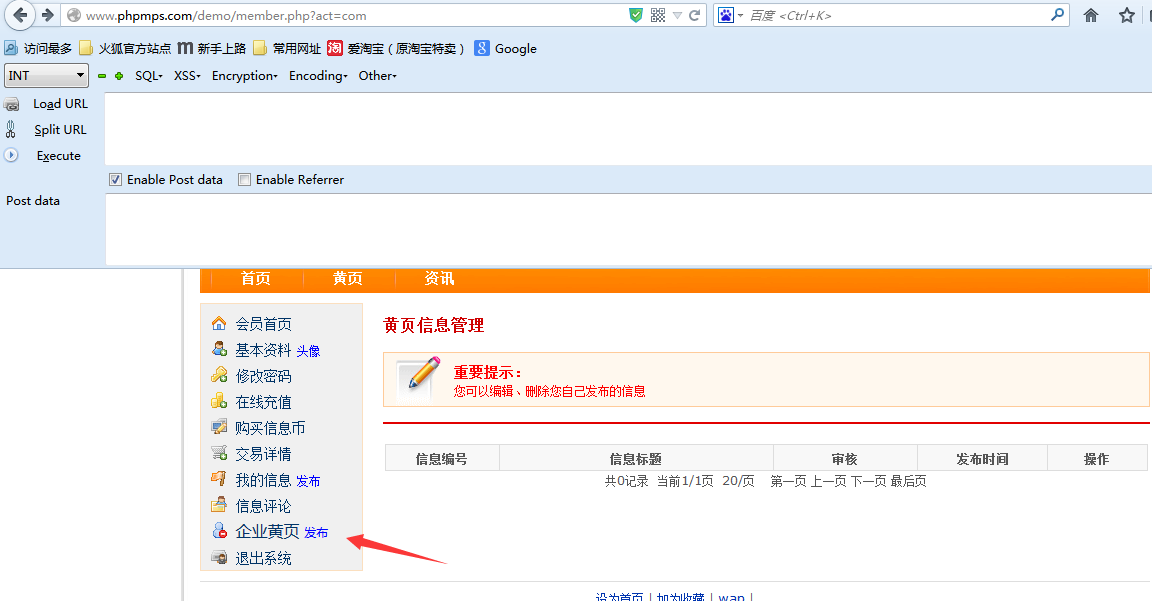 www.phpmps.com/demo/member.php?act=com
百度 <Ctrl+K>
访问最多 火狐官方站点 新手上路 常用网址 淘 爱淘宝（原淘宝特卖） 8 Google
INT SQL XSS Encryption Encoding Other
Load URL
Split URL
Execute
Enable Post data Enable Referrer
Post data
首页 黄页 资讯
会员首页
基本资料 头像
修改密码
在线充值
购买信息币
交易详情
我的信息 发布
信息评论
企业黄页 发布
退出系统
黄页信息管理
重要提示：
您可以编辑、删除您自己发布的信息
信息编号 信息标题 审核 发布时间 操作
共0记录 当前1/1页 20/页 第一页 上一页 下一页 最后页
设为首页 | 加为收藏 | wap |